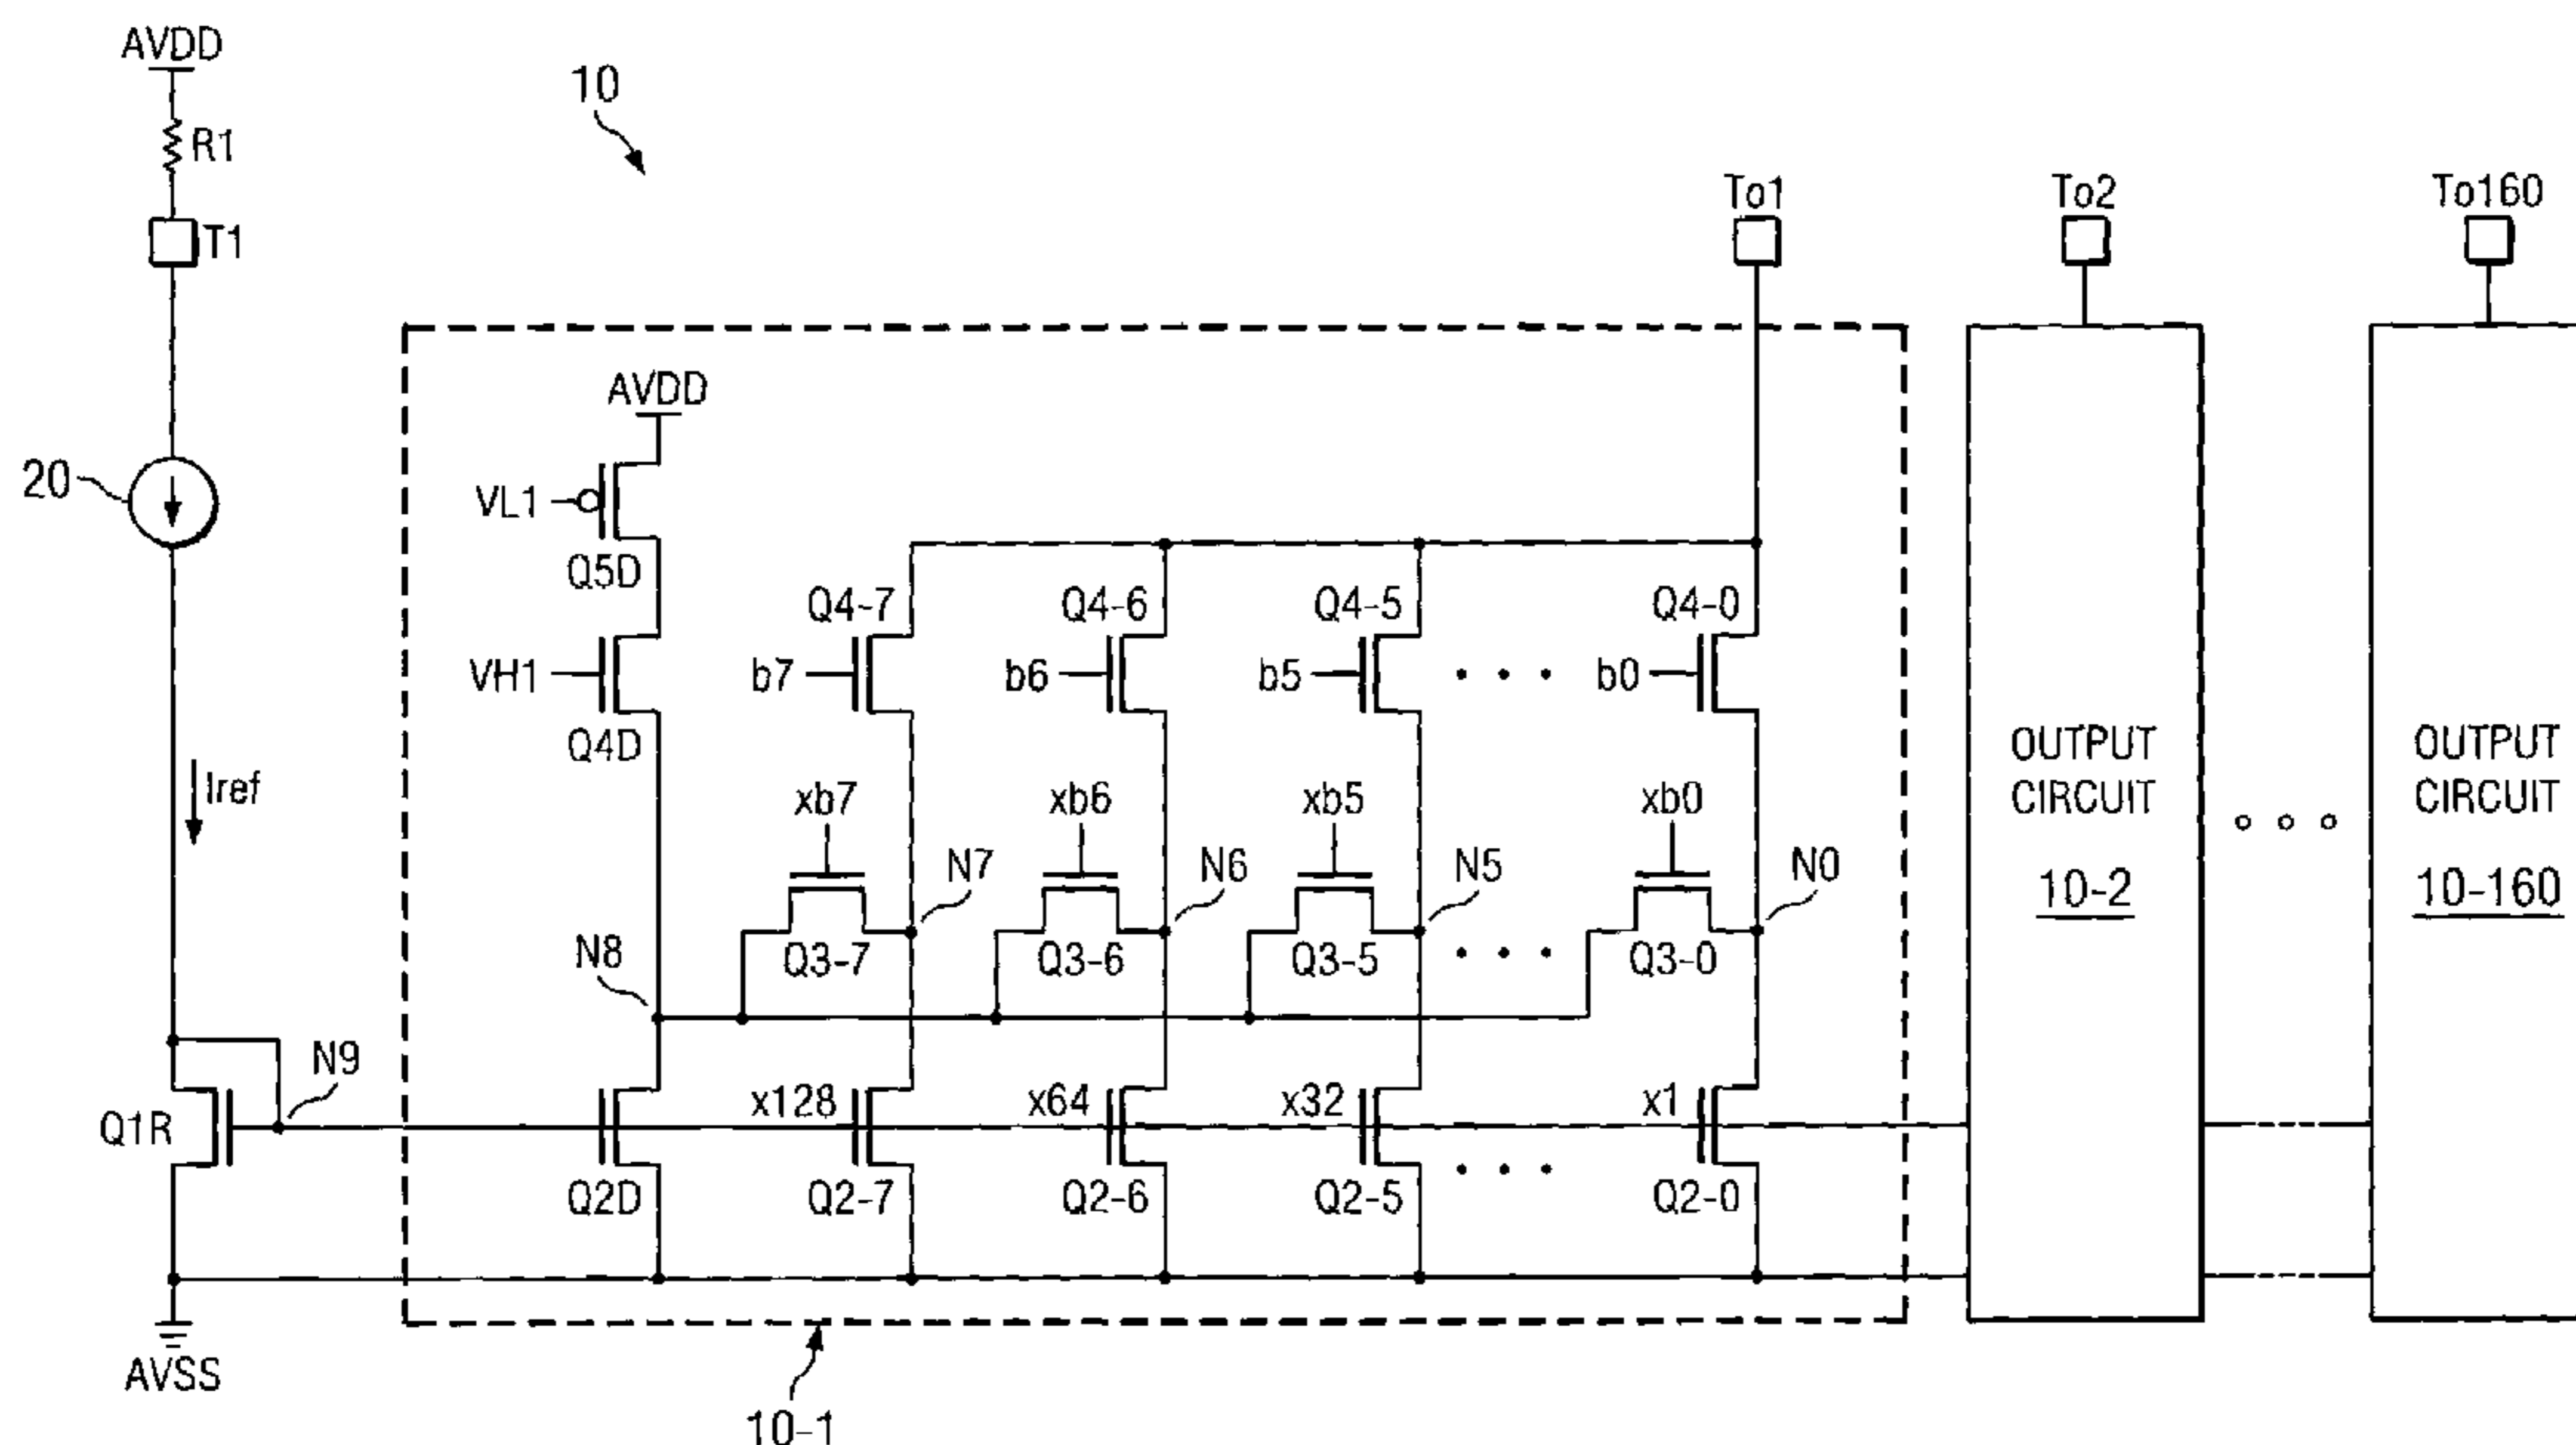 AVDD
10
R1
To1
To2
To160
T1
AVDD
20
VL1
Q5D
Q4-7
Q4-6
Q4-5
Q4-0
VH1
b7
b6
b5
b0
Q4D
OUTPUT
CIRCUIT
10-2
OUTPUT
CIRCUIT
10-160
Iref
xb7
xb6
xb5
xb0
N7
N6
N5
N0
N8
Q3-7
Q3-6
Q3-5
Q3-0
N9
Q1R
x128
x64
x32
x1
Q2D
Q2-7
Q2-6
Q2-5
Q2-0
AVSS
10-1